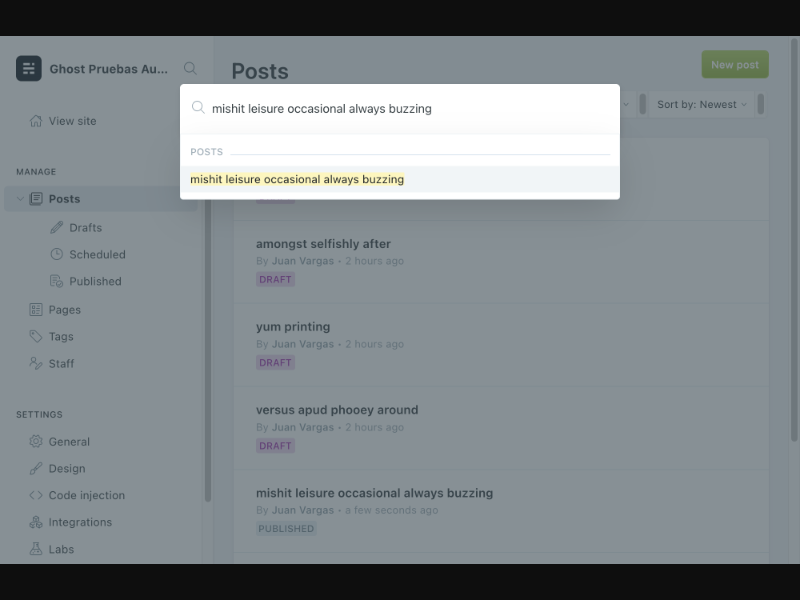 Ghost Pruebas Au...
View site
MANAGE
Posts
Drafts
Scheduled
Published
Pages
Tags
Staff
SETTINGS
General
Design
Code injection
Integrations
Labs
Posts
New post
Sort by: Newest
mishit leisure occasional always buzzing
POSTS
mishit leisure occasional always buzzing
amongst selfishly after
By Juan Vargas • 2 hours ago
DRAFT
yum printing
By Juan Vargas • 2 hours ago
DRAFT
versus apud phooey around
By Juan Vargas • 2 hours ago
DRAFT
mishit leisure occasional always buzzing
By Juan Vargas • a few seconds ago
PUBLISHED